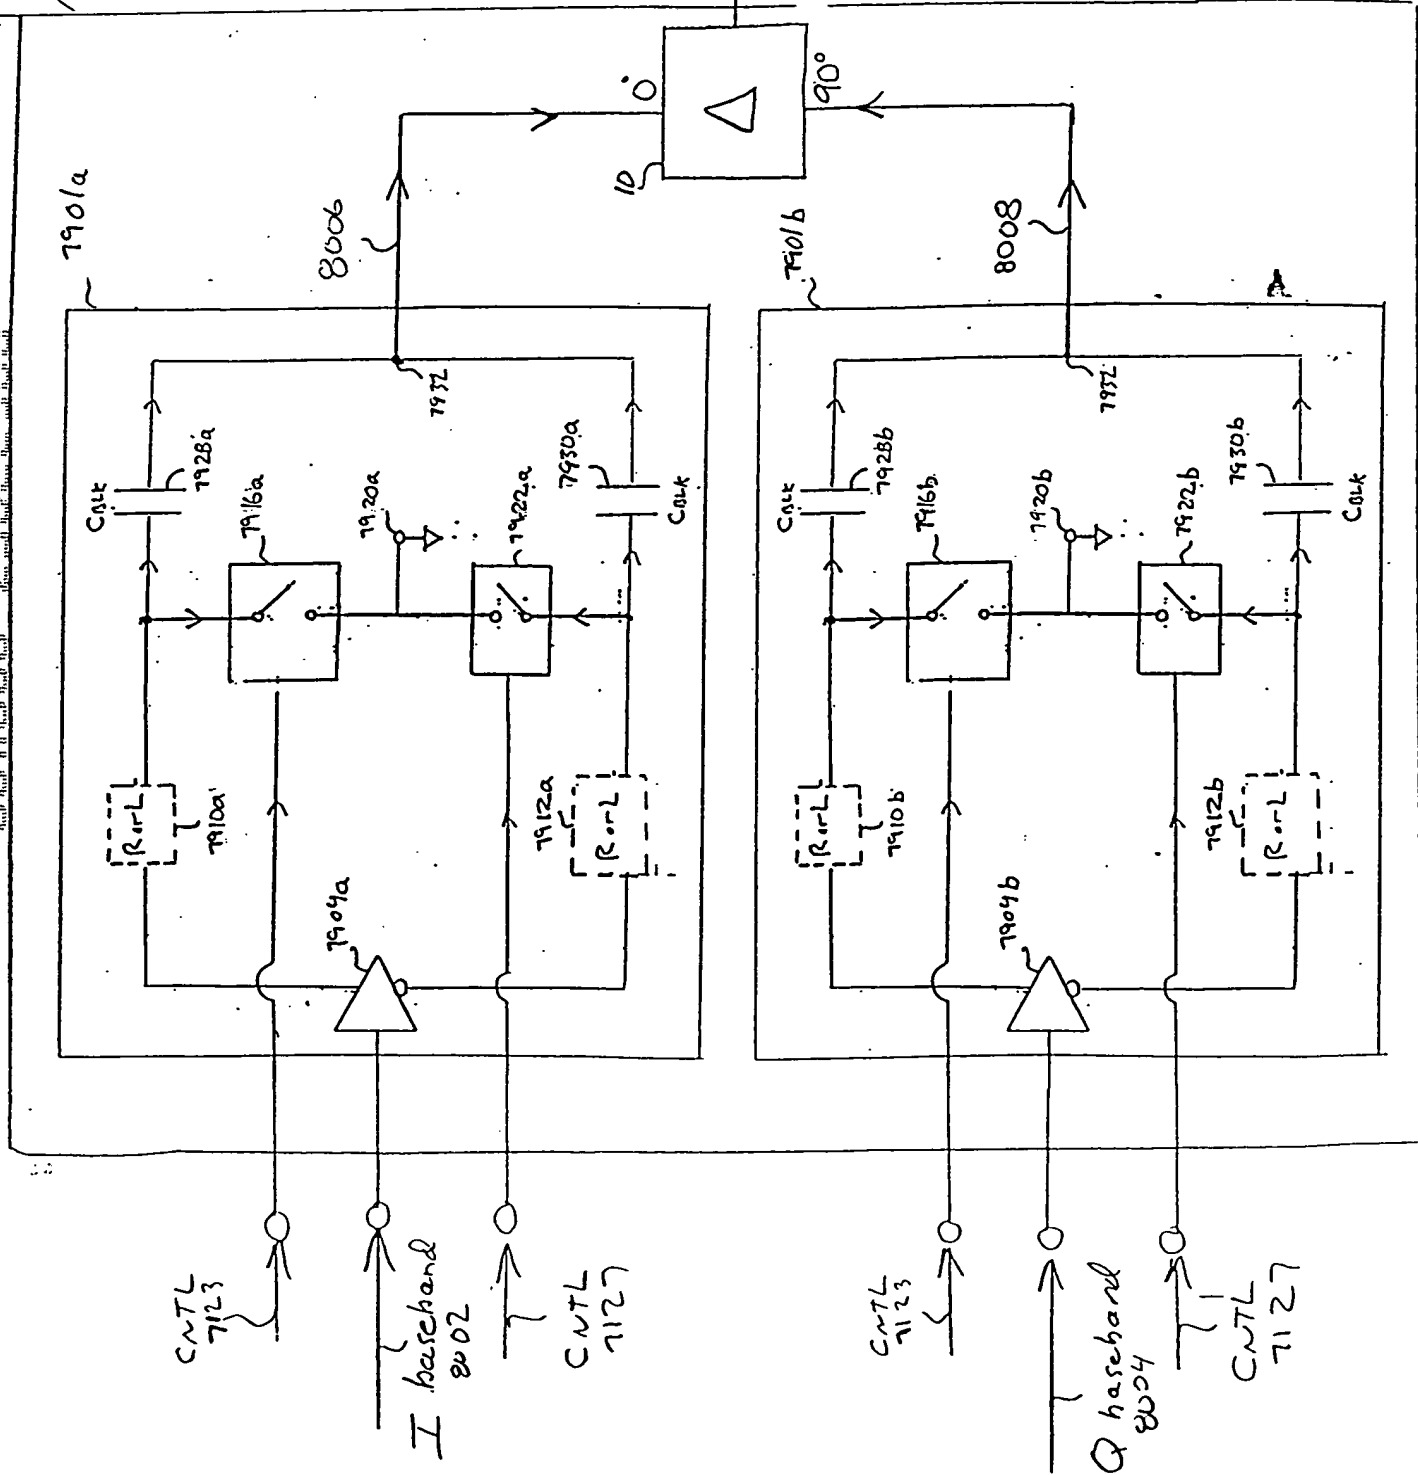 7901a
8006
CBLK
7928a
7932
7916a
7920a
7922a
7930a
CBLK
R or L
7910a
7904a
7912a
R or L
CNTL
7123
I baseband
8002
CNTL
7127
0°
90°
10
7901b
8008
CBLK
7928b
7932
7916b
7920b
7922b
7930b
CBLK
R or L
7910b
7904b
7912b
R or L
CNTL
7123
Q baseband
8004
CNTL
7127